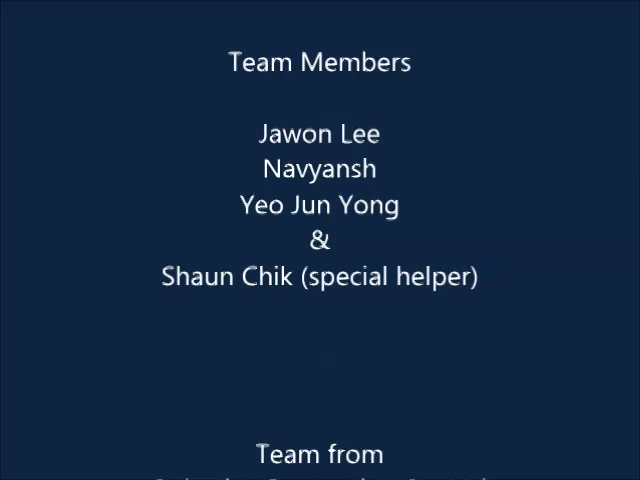 Team Members
Jawon Lee
Navyansh
Yeo Jun Yong
&
Shaun Chik (special helper)
Team from